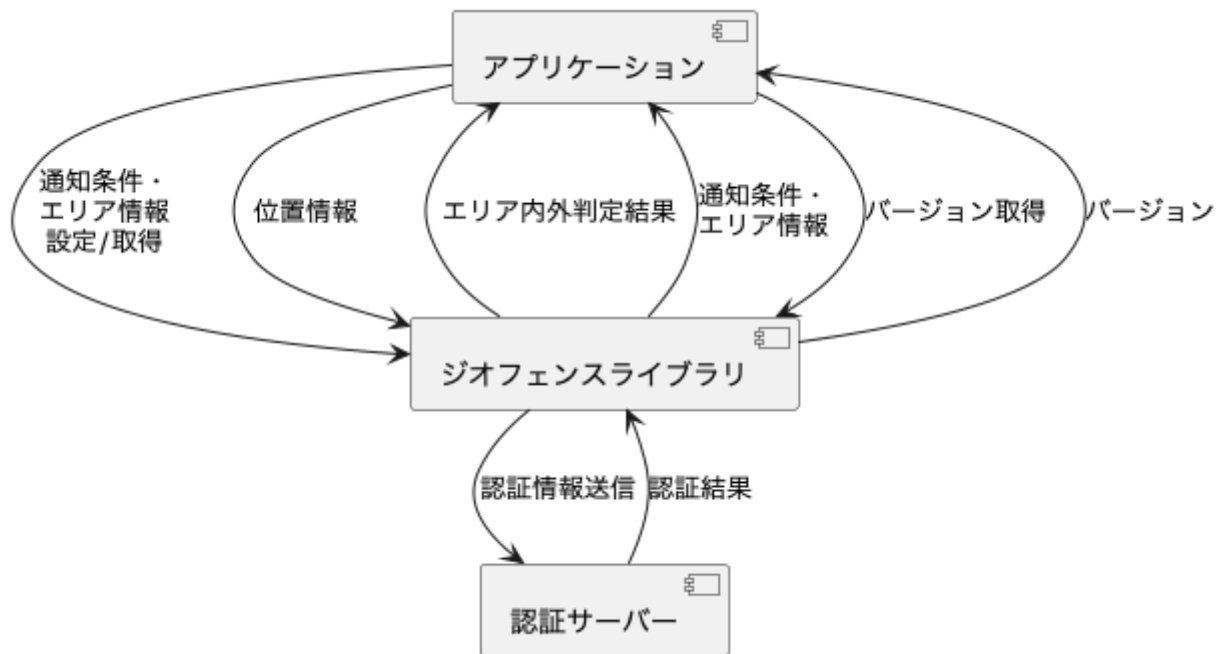 アプリケーション
通知条件・
エリア情報
設定/取得
位置情報
エリア内外判定結果
通知条件・
エリア情報
バージョン取得
バージョン
ジオフェンスライブラリ
認証情報送信
認証結果
認証サーバー